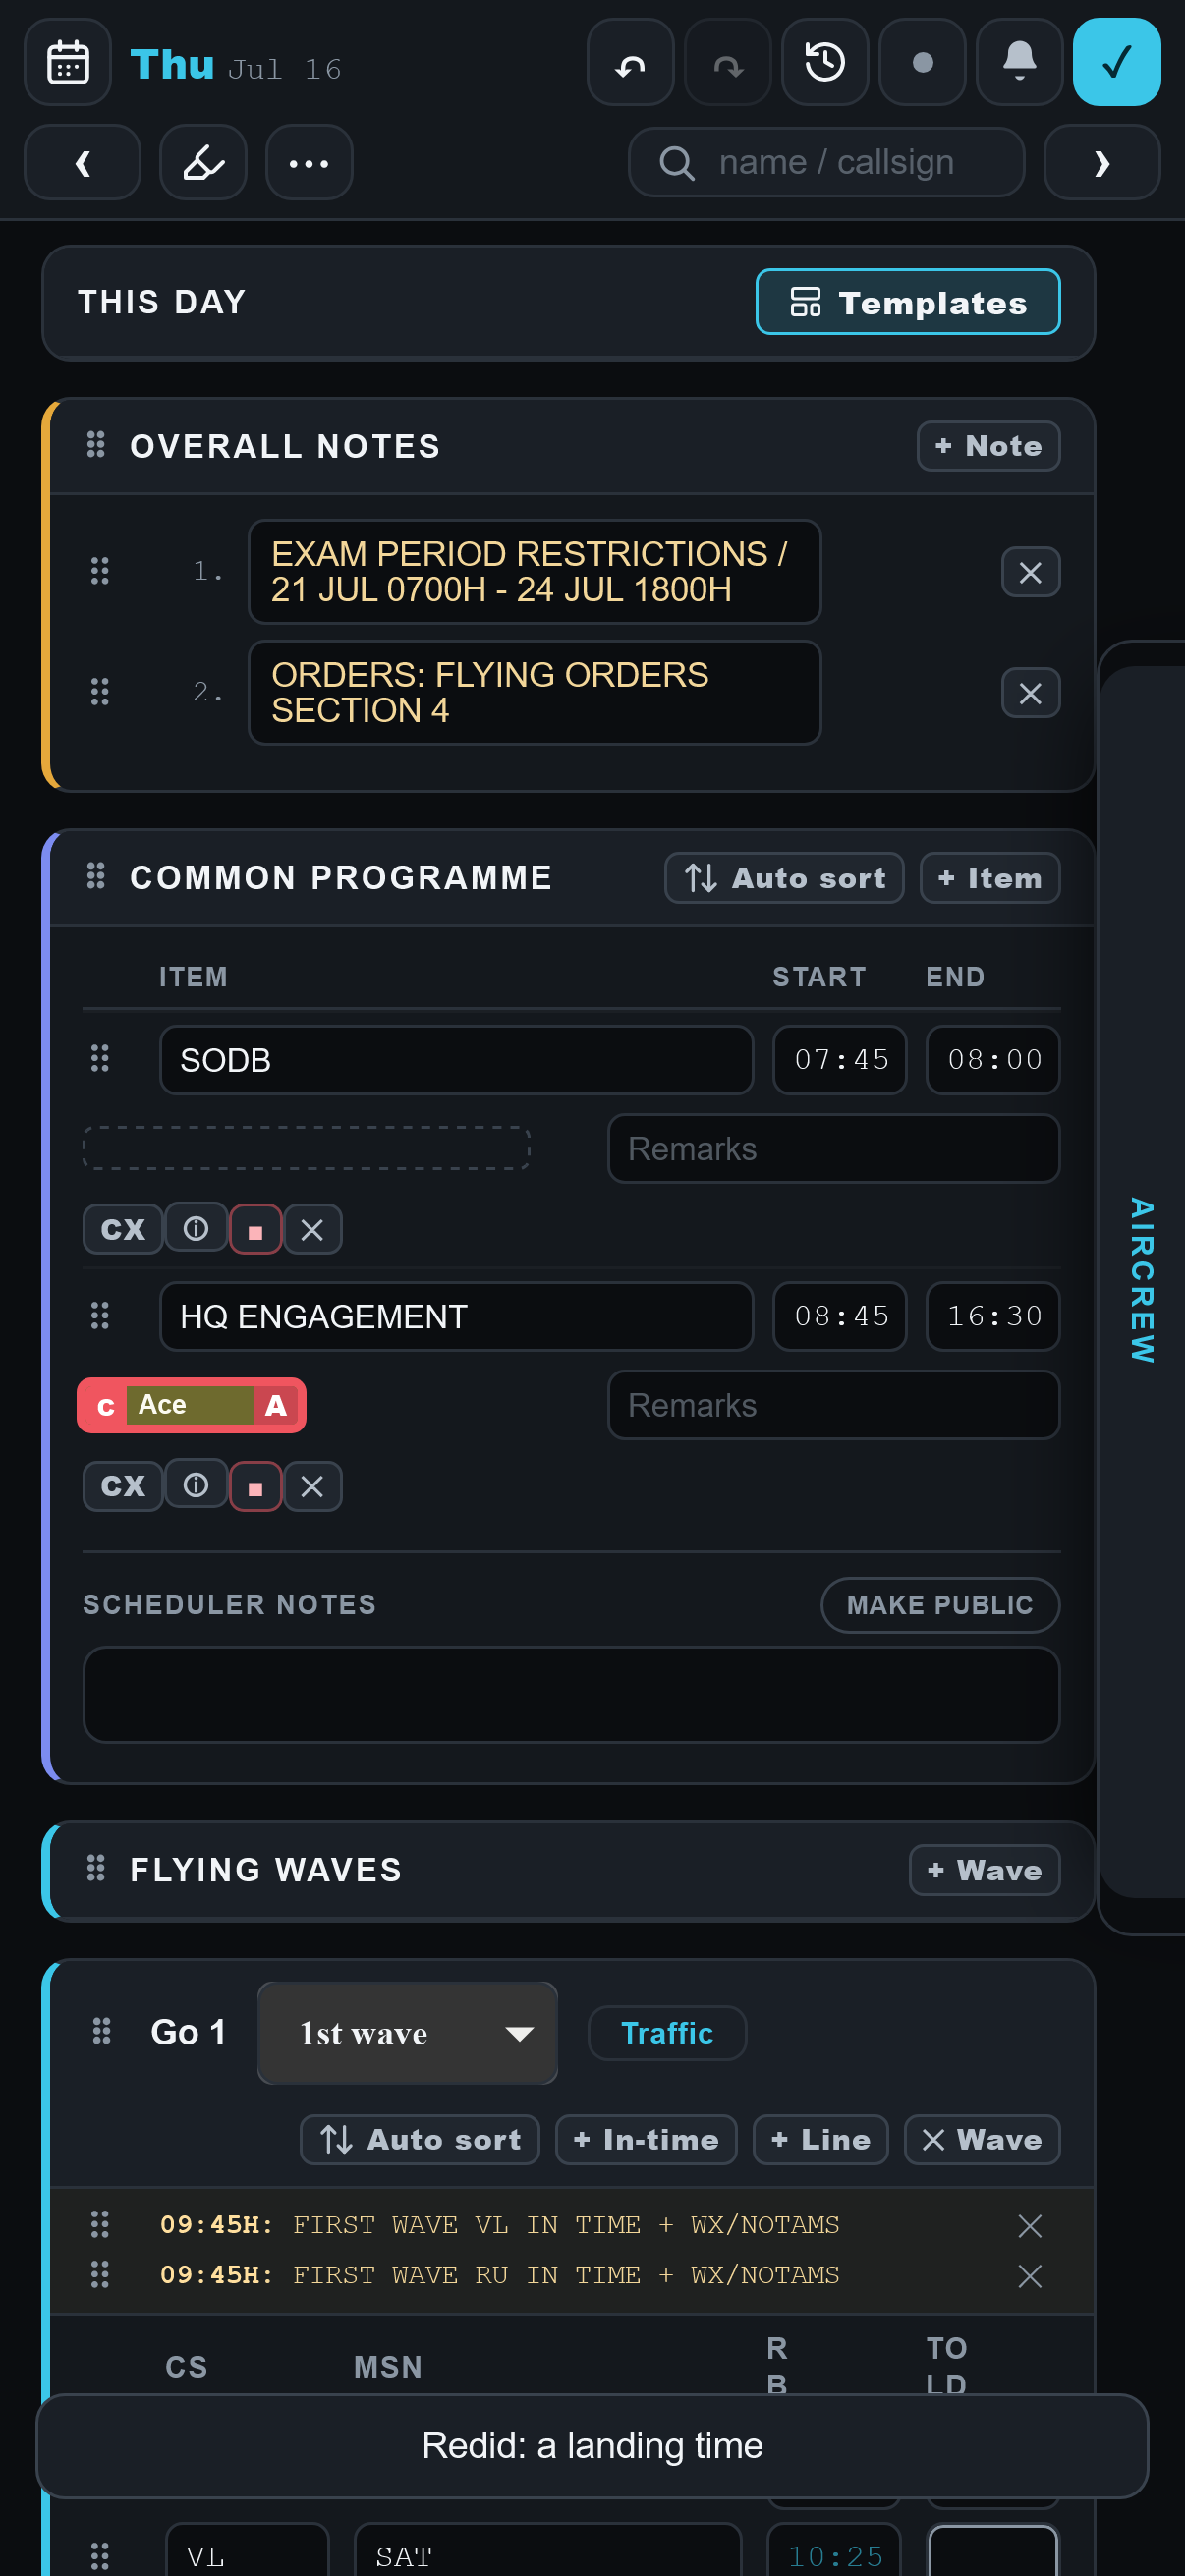 Thu Jul 16
name / callsign
THIS DAY
Templates
OVERALL NOTES
+ Note
1.
EXAM PERIOD RESTRICTIONS /
21 JUL 0700H - 24 JUL 1800H
2.
ORDERS: FLYING ORDERS
SECTION 4
COMMON PROGRAMME
Auto sort
+ Item
ITEM START END
SODB 07:45 08:00
Remarks
CX
HQ ENGAGEMENT 08:45 16:30
c Ace A
Remarks
CX
SCHEDULER NOTES
MAKE PUBLIC
AIRCREW
FLYING WAVES
+ Wave
Go 1
1st wave
Traffic
Auto sort
+ In-time
+ Line
Wave
09:45H: FIRST WAVE VL IN TIME + WX/NOTAMS
09:45H: FIRST WAVE RU IN TIME + WX/NOTAMS
CS MSN
R
B
TO
LD
Redid: a landing time
VL SAT 10:25